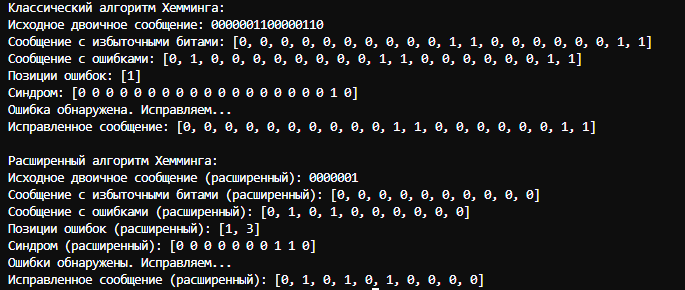 Классический алгоритм Хемминга:
Исходное двоичное сообщение: 0000001100000110
Сообщение с избыточными битами: [0, 0, 0, 0, 0, 0, 0, 0, 0, 0, 1, 1, 0, 0, 0, 0, 0, 0, 1, 1]
Сообщение с ошибками: [0, 1, 0, 0, 0, 0, 0, 0, 0, 0, 1, 1, 0, 0, 0, 0, 0, 0, 1, 1]
Позиции ошибок: [1]
Синдром: [0 0 0 0 0 0 0 0 0 0 0 0 0 0 0 0 0 0 1 0]
Ошибка обнаружена. Исправляем...
Исправленное сообщение: [0, 0, 0, 0, 0, 0, 0, 0, 0, 0, 1, 1, 0, 0, 0, 0, 0, 0, 1, 1]
Расширенный алгоритм Хемминга:
Исходное двоичное сообщение (расширенный): 0000001
Сообщение с избыточными битами (расширенный): [0, 0, 0, 0, 0, 0, 0, 0, 0, 0]
Сообщение с ошибками (расширенный): [0, 1, 0, 1, 0, 0, 0, 0, 0, 0]
Позиции ошибок (расширенный): [1, 3]
Синдром (расширенный): [0 0 0 0 0 0 0 1 1 0]
Ошибки обнаружены. Исправляем...
Исправленное сообщение (расширенный): [0, 1, 0, 1, 0, 1, 0, 0, 0, 0]